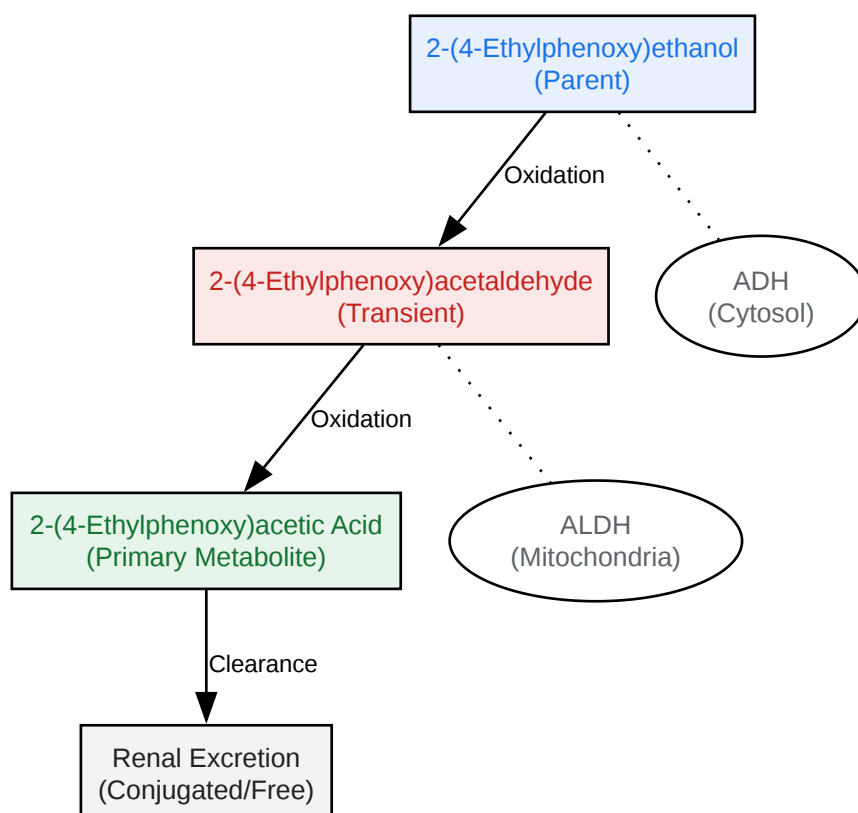 2-(4-Ethylphenoxy)ethanol
(Parent)
Oxidation
2-(4-Ethylphenoxy)acetaldehyde
(Transient)
ADH
(Cytosol)
Oxidation
2-(4-Ethylphenoxy)acetic Acid
(Primary Metabolite)
ALDH
(Mitochondria)
Clearance
Renal Excretion
(Conjugated/Free)